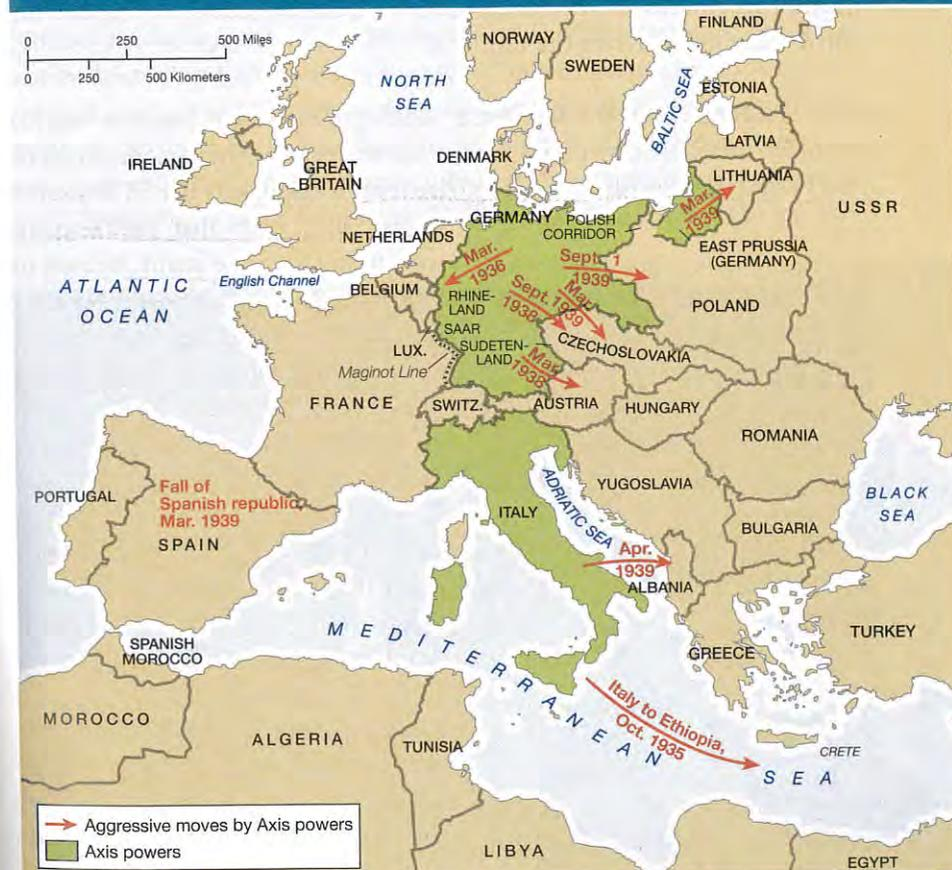 0 250 500 Miles
0 250 500 Kilometers
NORWAY
FINLAND
SWEDEN
NORTH
SEA
BALTIC SEA
ESTONIA
LATVIA
LITHUANIA
IRELAND
GREAT
BRITAIN
DENMARK
USSR
Mar.
1939
GERMANY
POLISH
CORRIDOR
NETHERLANDS
EAST PRUSSIA
(GERMANY)
ATLANTIC
OCEAN
English Channel
BELGIUM
Mar.
1936
Sept. 1
1939
RHINE-
LAND
Sept.
1938
Mar.
1939
POLAND
SAAR
LUX.
SUDETEN-
LAND
CZECHOSLOVAKIA
Maginot Line
Mar.
1938
FRANCE
SWITZ.
AUSTRIA
HUNGARY
ROMANIA
PORTUGAL
Fall of
Spanish republic,
Mar. 1939
SPAIN
ITALY
ADRIATIC SEA
YUGOSLAVIA
BLACK
SEA
BULGARIA
Apr.
1939
ALBANIA
SPANISH
MOROCCO
MEDITERRANEAN
SEA
GREECE
TURKEY
Italy to Ethiopia,
Oct. 1935
CRETE
MOROCCO
ALGERIA
TUNISIA
Aggressive moves by Axis powers
Axis powers
LIBYA
EGYPT